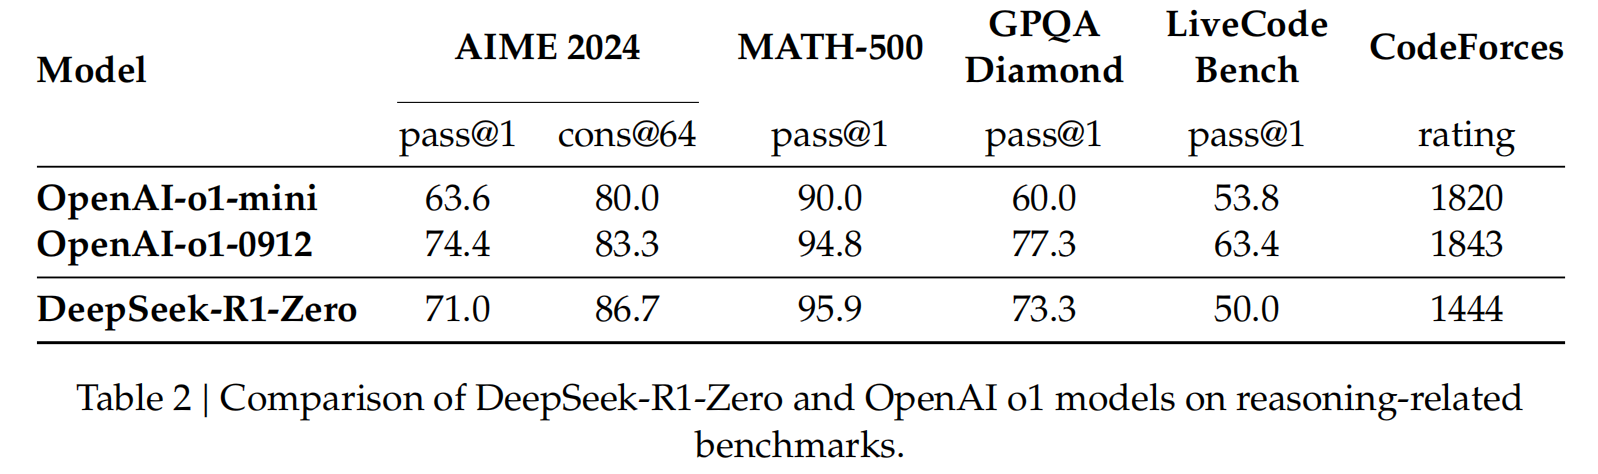 Model AIME 2024 MATH-500 GPQA Diamond LiveCode Bench CodeForces
pass@1 cons@64 pass@1 pass@1 pass@1 rating
OpenAI-o1-mini 63.6 80.0 90.0 60.0 53.8 1820
OpenAI-o1-0912 74.4 83.3 94.8 77.3 63.4 1843
DeepSeek-R1-Zero 71.0 86.7 95.9 73.3 50.0 1444
Table 2 | Comparison of DeepSeek-R1-Zero and OpenAI o1 models on reasoning-related
benchmarks.